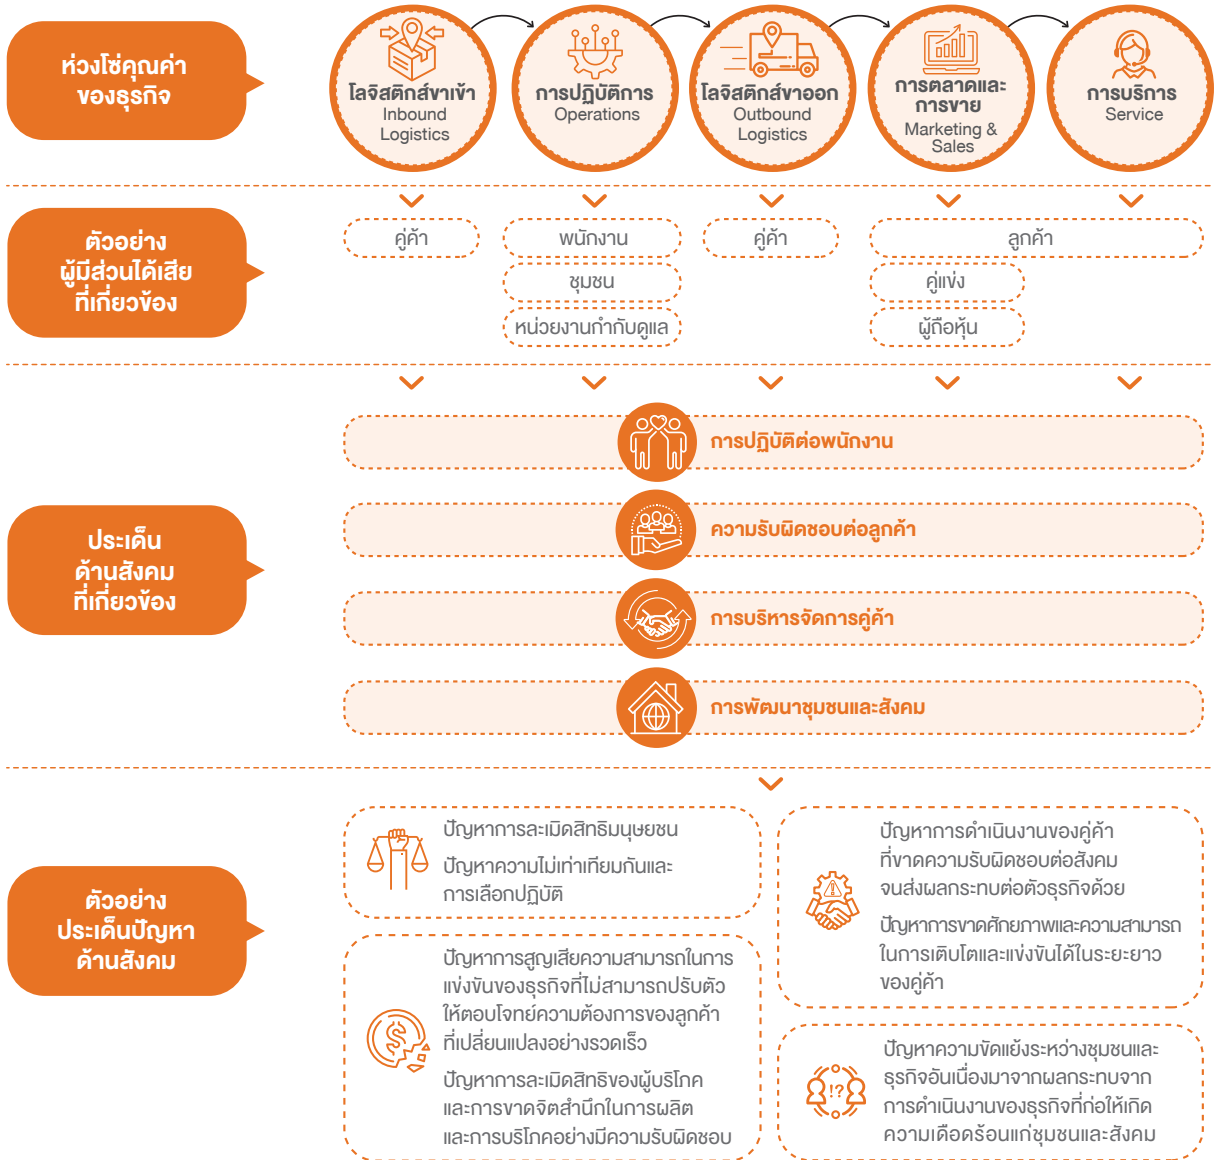 ห่วงโซ่คุณค่า
ของธุรกิจ
โลจิสติกส์ขาเข้า
Inbound
Logistics
การปฏิบัติการ
Operations
โลจิสติกส์ขาออก
Outbound
Logistics
การตลาดและ
การขาย
Marketing &
Sales
การบริการ
Service
ตัวอย่าง
ผู้มีส่วนได้เสีย
ที่เกี่ยวข้อง
คู่ค้า
พนักงาน
ชุมชน
หน่วยงานกำกับดูแล
คู่ค้า
ลูกค้า
คู่แข่ง
ผู้ถือหุ้น
ประเด็น
ด้านสังคม
ที่เกี่ยวข้อง
การปฏิบัติต่อพนักงาน
ความรับผิดชอบต่อลูกค้า
การบริหารจัดการคู่ค้า
การพัฒนาชุมชนและสังคม
ตัวอย่าง
ประเด็นปัญหา
ด้านสังคม
ปัญหาการละเมิดสิทธิมนุษยชน
ปัญหาความไม่เท่าเทียมกันและ
การเลือกปฏิบัติ
$
ปัญหาการสูญเสียความสามารถในการ
แข่งขันของธุรกิจที่ไม่สามารถปรับตัว
ให้ตอบโจทย์ความต้องการของลูกค้า
ที่เปลี่ยนแปลงอย่างรวดเร็ว
ปัญหาการละเมิดสิทธิของผู้บริโภค
และการขาดจิตสำนึกในการผลิต
และการบริโภคอย่างมีความรับผิดชอบ
ปัญหาการดำเนินงานของคู่ค้า
ที่ขาดความรับผิดชอบต่อสังคม
จนส่งผลกระทบต่อตัวธุรกิจด้วย
ปัญหาการขาดศักยภาพและความสามารถ
ในการเติบโตและแข่งขันได้ในระยะยาว
ของคู่ค้า
!?
ปัญหาความขัดแย้งระหว่างชุมชนและ
ธุรกิจอันเนื่องมาจากผลกระทบจาก
การดำเนินงานของธุรกิจที่ก่อให้เกิด
ความเดือดร้อนแก่ชุมชนและสังคม